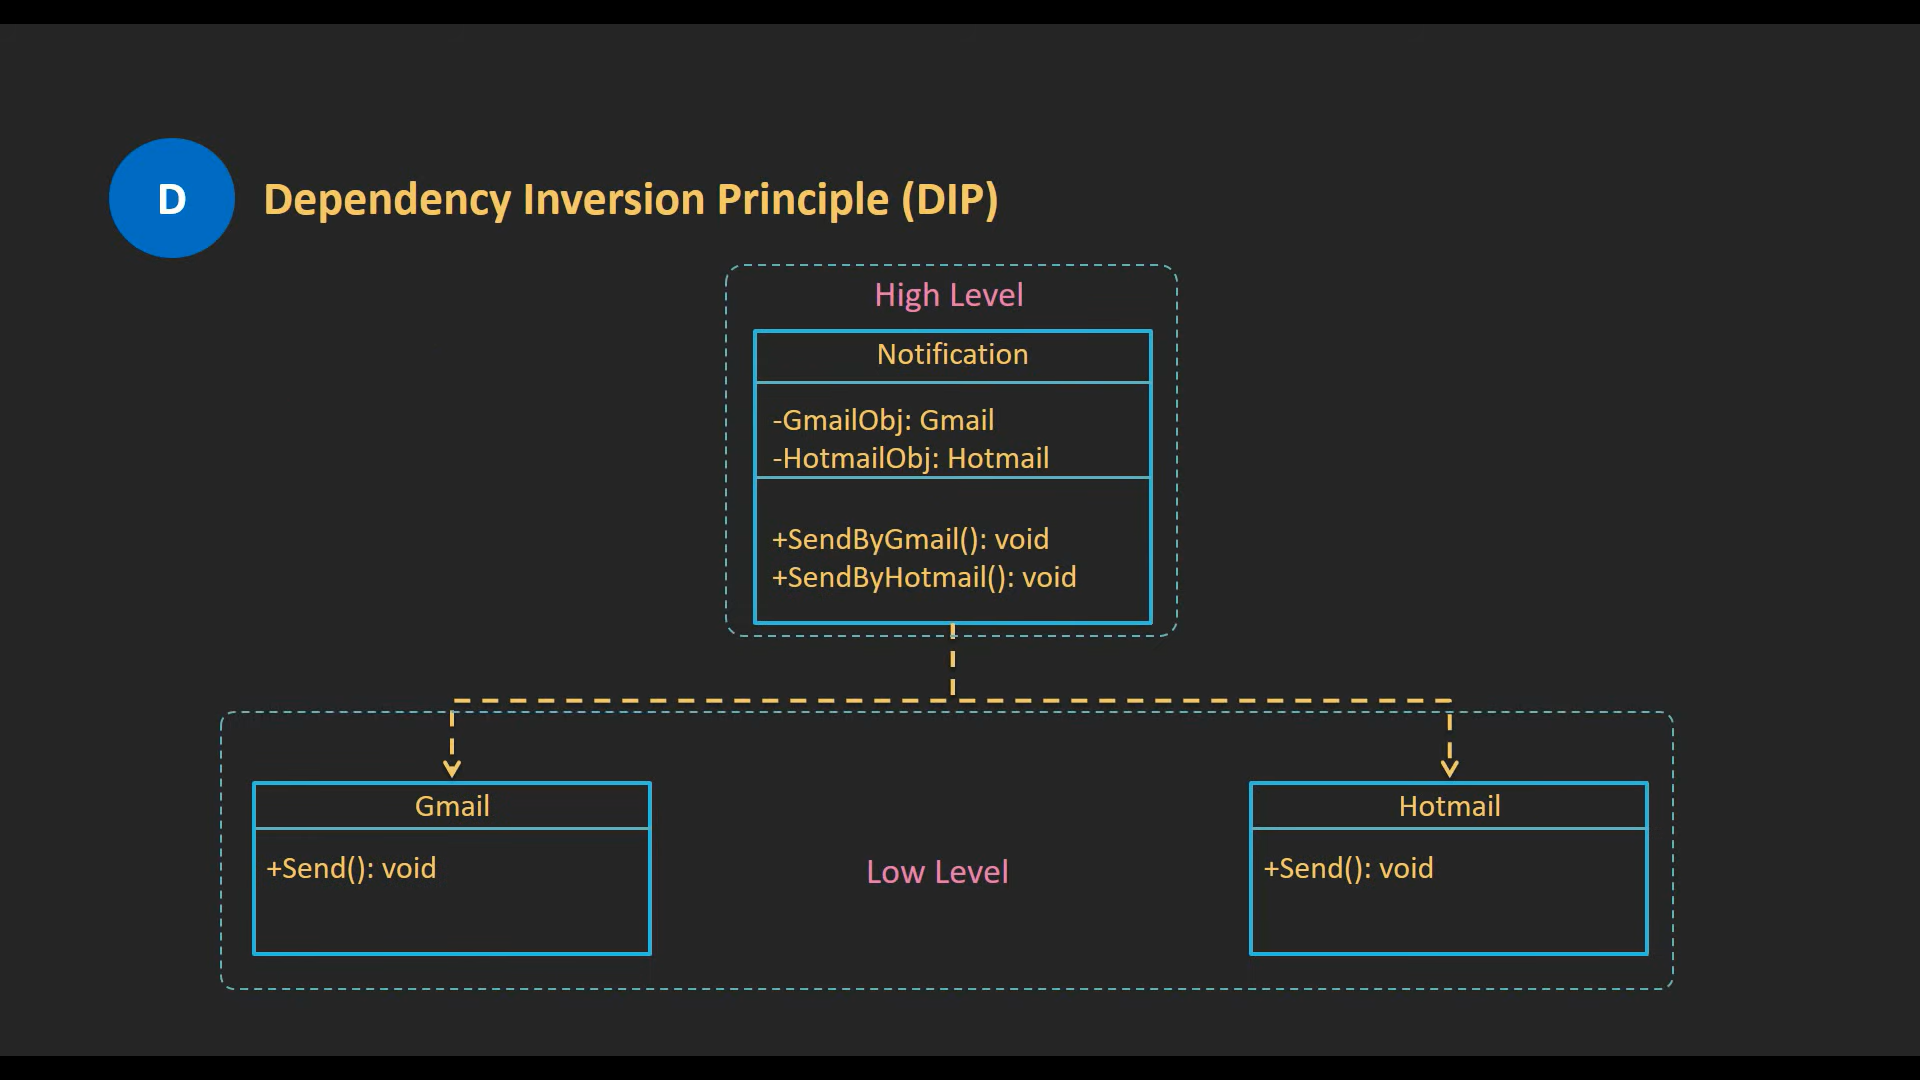 D
Dependency Inversion Principle (DIP)
High Level
Notification
-GmailObj: Gmail
-HotmailObj: Hotmail
+SendByGmail(): void
+SendByHotmail(): void
Gmail
+Send(): void
Low Level
Hotmail
+Send(): void